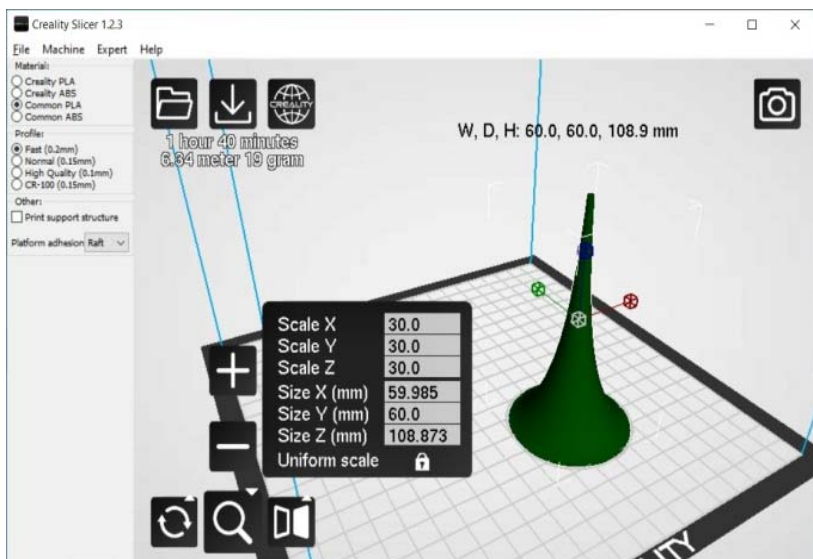 Creality Slicer 1.2.3
File Machine Expert Help
Material:
Creality PLA
Creality ABS
Common PLA
Common ABS
Profile:
Fast (0.2mm)
Normal (0.15mm)
High Quality (0.1mm)
CR-100 (0.15mm)
Other:
Print support structure
Platform adhesion Raft
CREALITY
1 hour 40 minutes
6.34 meter 19 gram
W, D, H: 60.0, 60.0, 108.9 mm
Scale X 30.0
Scale Y 30.0
Scale Z 30.0
Size X (mm) 59.985
Size Y (mm) 60.0
Size Z (mm) 108.873
Uniform scale
ITY